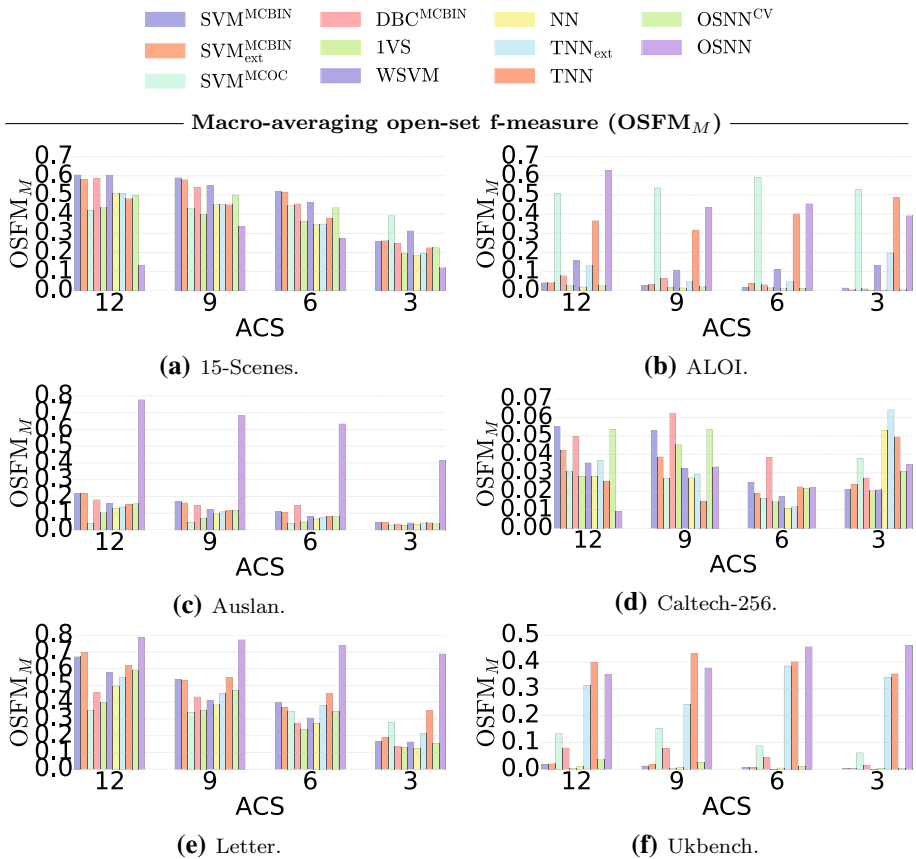 SVM^MCBIN DBC^MCBIN NN OSNN^CV
SVM_ext^MCBIN 1VS TNN_ext OSNN
SVM^MCOC WSVM TNN
Macro-averaging open-set f-measure (OSFM_M)
0.7
0.6
0.5
0.4
0.3
0.2
0.1
0.0
OSFM_M
12 9 6 3
ACS
(a) 15-Scenes.
0.7
0.6
0.5
0.4
0.3
0.2
0.1
0.0
OSFM_M
12 9 6 3
ACS
(b) ALOI.
0.8
0.7
0.6
0.5
0.4
0.3
0.2
0.1
0.0
OSFM_M
12 9 6 3
ACS
(c) Auslan.
0.07
0.06
0.05
0.04
0.03
0.02
0.01
0.00
OSFM_M
12 9 6 3
ACS
(d) Caltech-256.
0.8
0.7
0.6
0.5
0.4
0.3
0.2
0.1
0.0
OSFM_M
12 9 6 3
ACS
(e) Letter.
0.5
0.4
0.3
0.2
0.1
0.0
OSFM_M
12 9 6 3
ACS
(f) Ukbench.